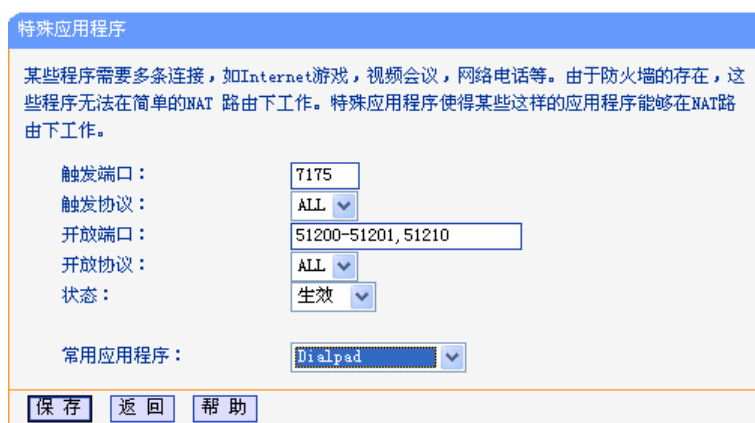 特殊应用程序
某些程序需要多条连接，如Internet游戏，视频会议，网络电话等。由于防火墙的存在，这
些程序无法在简单的NAT 路由下工作。特殊应用程序使得某些这样的应用程序能够在NAT路
由下工作。
触发端口： 7175
触发协议： ALL
开放端口： 51200-51201,51210
开放协议： ALL
状态： 生效
常用应用程序： Dialpad
保 存 返 回 帮 助